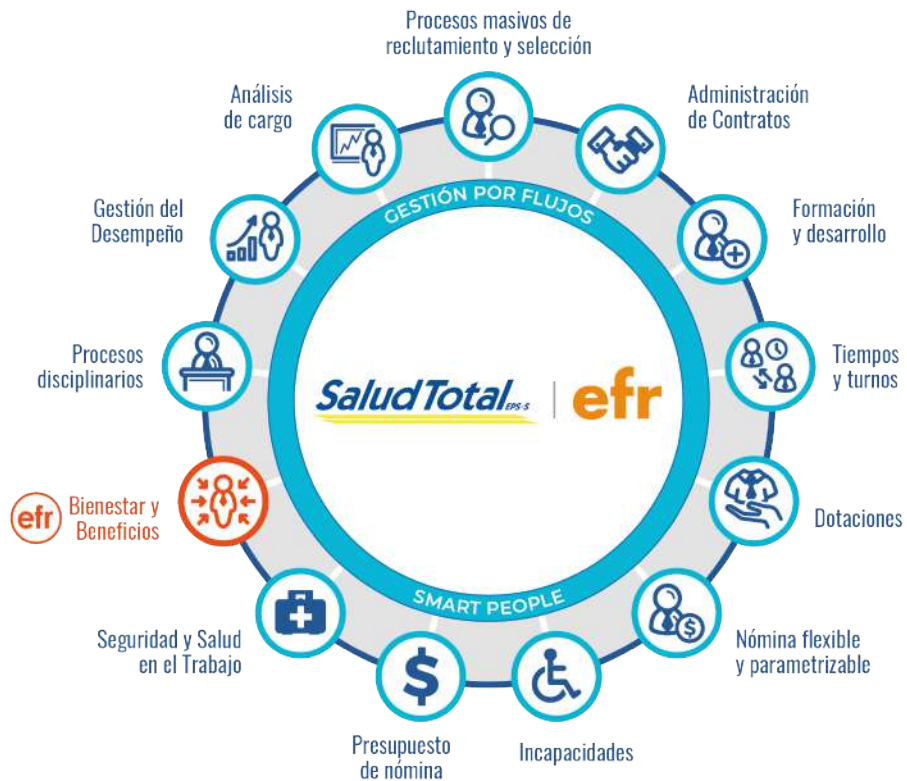 Procesos masivos de
reclutamiento y selección
Administración
de Contratos
Formación
y desarrollo
Tiempos
y turnos
Dotaciones
Nómina flexible
y parametrizable
Incapacidades
Presupuesto
de nómina
Seguridad y Salud
en el Trabajo
efr
Bienestar y
Beneficios
Procesos
disciplinarios
Gestión del
Desempeño
Análisis
de cargo
GESTIÓN POR FLUJOS
SaludTotal EPS-S | efr
SMART PEOPLE
$
$